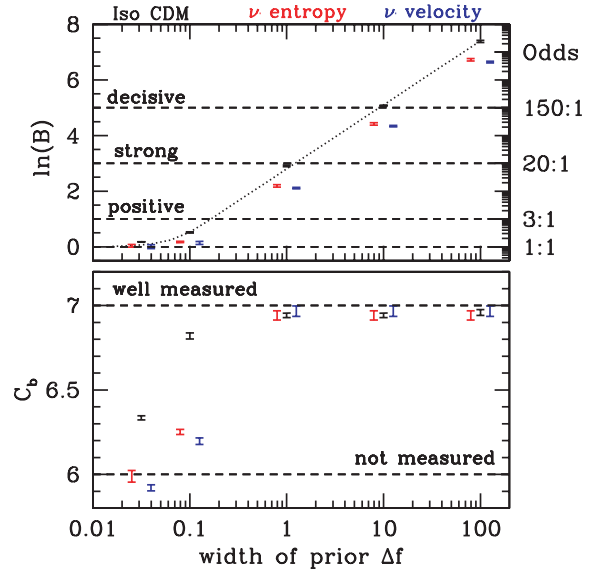 Iso CDM ν entropy ν velocity
8
6
4
2
0
ln(B)
decisive
strong
positive
Odds
150:1
20:1
3:1
1:1
7
6.5
6
C_b
well measured
not measured
0.01 0.1 1 10 100
width of prior Δf